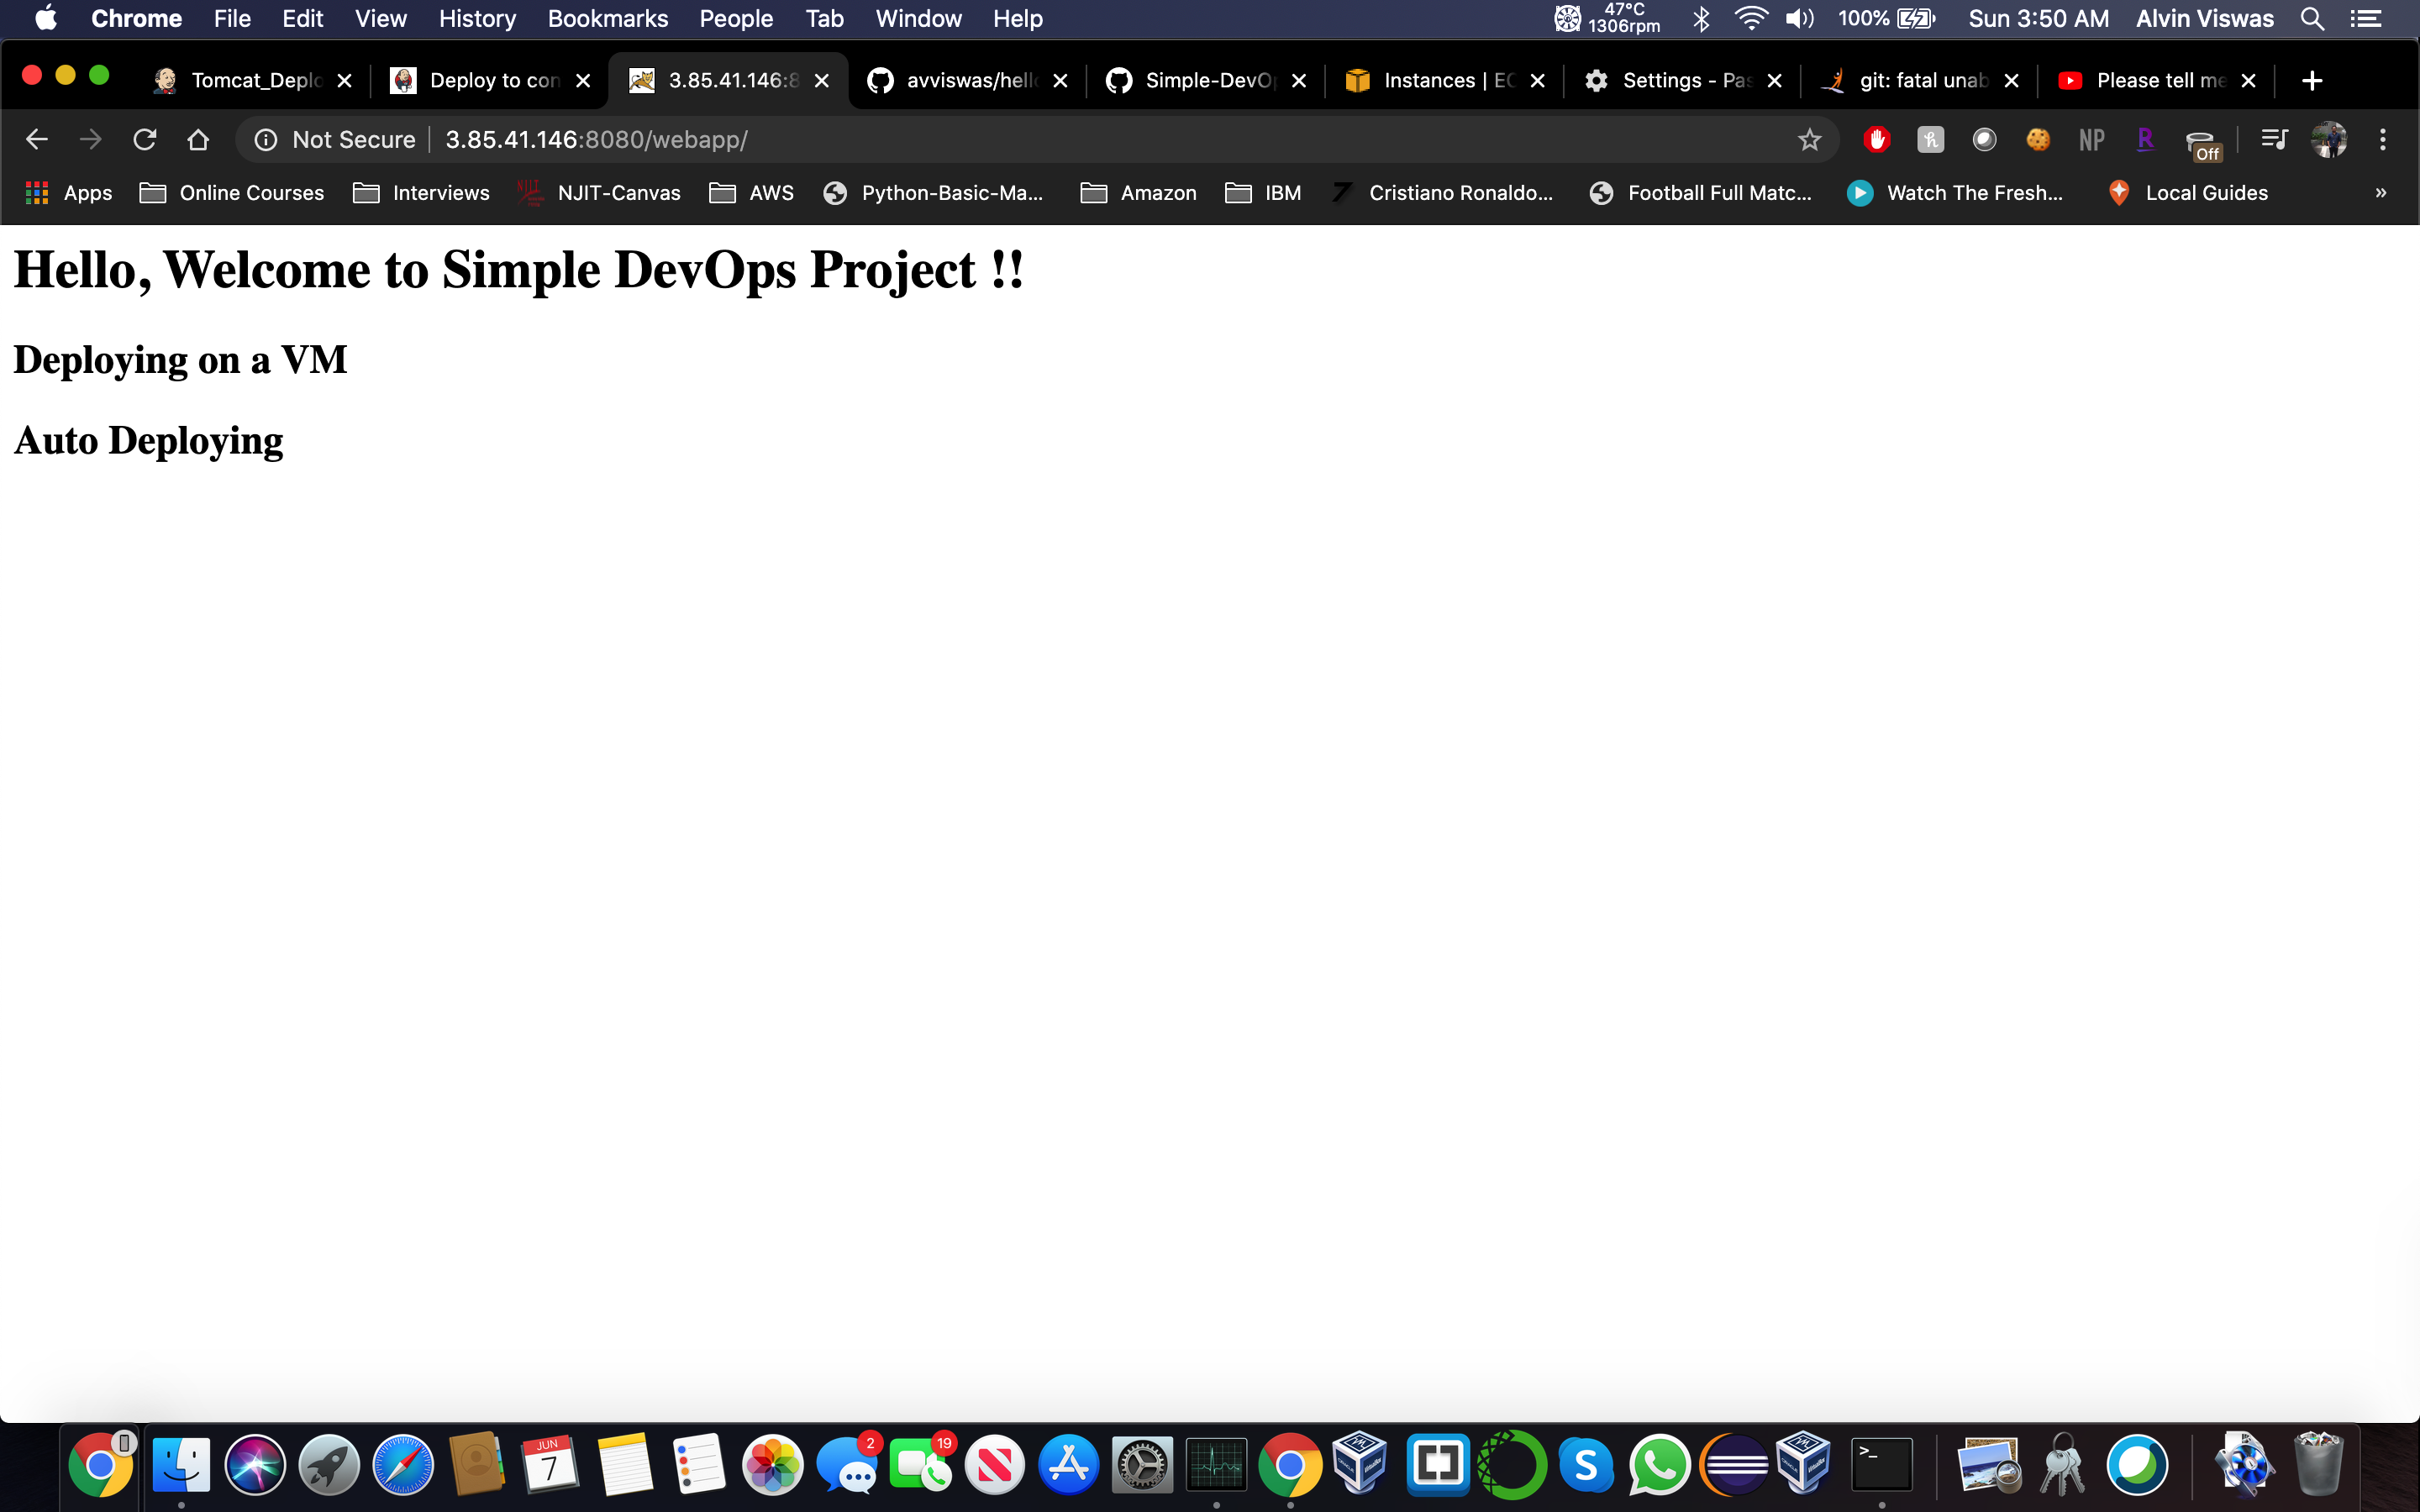 Chrome File Edit View History Bookmarks People Tab Window Help 47°C 1306rpm 100% Sun 3:50 AM Alvin Viswas
Tomcat_Deplo Deploy to con 3.85.41.146:8 avviswas/hell Simple-DevO Instances | EC Settings - Pas git: fatal unab Please tell me
Not Secure 3.85.41.146:8080/webapp/ NP R Off
Apps Online Courses Interviews NJIT-Canvas AWS Python-Basic-Ma... Amazon IBM Cristiano Ronaldo... Football Full Matc... Watch The Fresh... Local Guides »
Hello, Welcome to Simple DevOps Project !!
Deploying on a VM
Auto Deploying
JUN 7 2 19